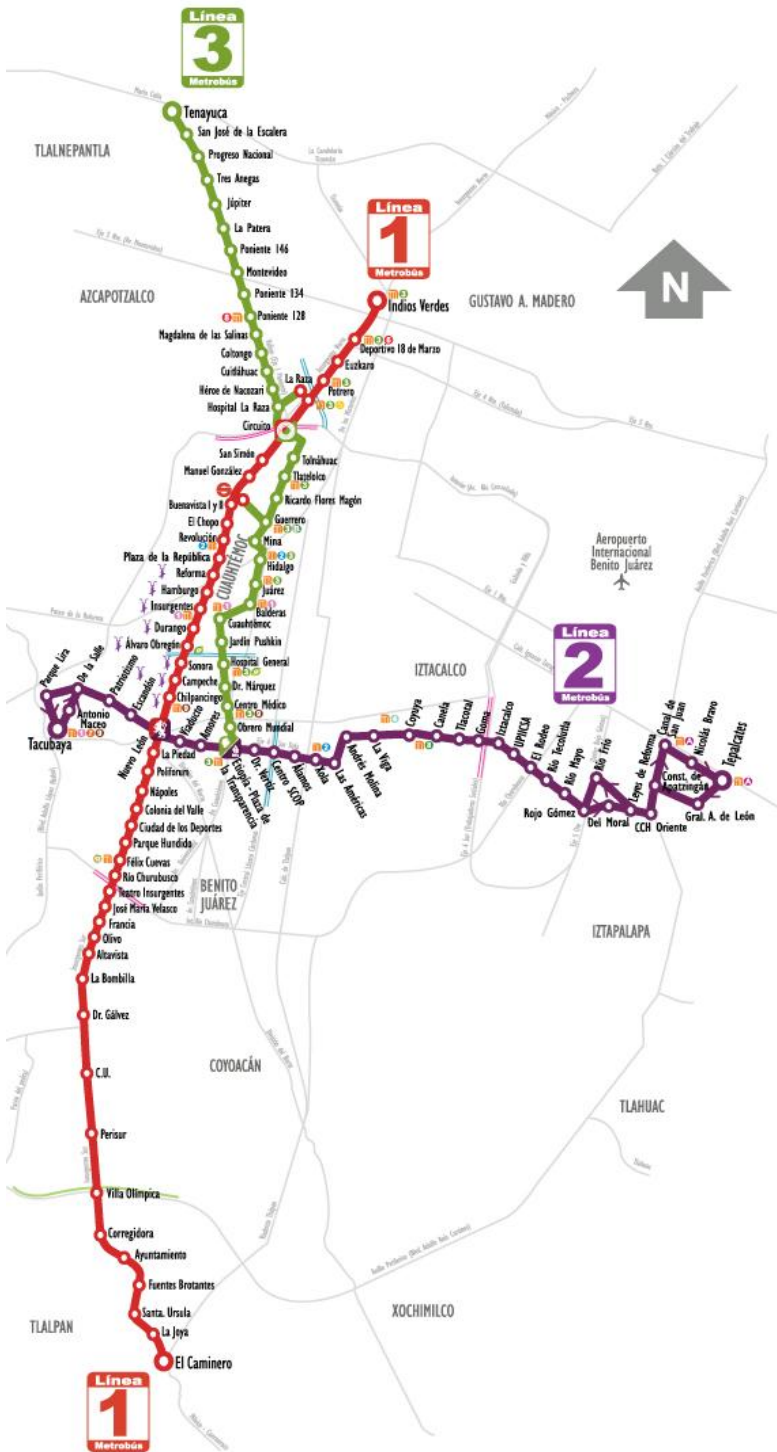 Línea
3
Metrobús
Tenayuca
San José de la Escalera
Progreso Nacional
Tres Anegas
Júpiter
La Patera
Poniente 146
Montevideo
Poniente 134
Poniente 128
Magdalena de las Salinas
Coltongo
Cuitláhuac
Héroe de Nacozari
Hospital La Raza
La Raza
Circuito
TLALNEPANTLA
AZCAPOTZALCO
Línea
1
Metrobús
Indios Verdes
GUSTAVO A. MADERO
N
Deportivo 18 de Marzo
Euzkaro
Potrero
San Simón
Manuel González
Buenavista I y II
El Chopo
Revolución
Plaza de la República
Reforma
Hamburgo
Insurgentes
Durango
Álvaro Obregón
Sonora
Campeche
Chilpancingo
Nuevo León
CUAUHTÉMOC
Tolnáhuac
Tlatelolco
Ricardo Flores Magón
Guerrero
Mina
Hidalgo
Juárez
Balderas
Cuauhtémoc
Jardín Pushkin
Hospital General
Dr. Márquez
Centro Médico
Obrero Mundial
Etiopía - Plaza de
la Transparencia
Aeropuerto
Internacional
Benito Juárez
Línea
2
Metrobús
IZTACALCO
Parque Lira
De la Salle
Antonio
Maceo
Tacubaya
Patriotismo
Escandón
Viaducto
Amores
Dr. Vértiz
Centro SCOP
Álamos
Xola
Las Américas
Andrés Molina
La Viga
Coyuya
Canela
Tlacotal
Goma
Iztacalco
UPIICSA
El Rodeo
Río Tecolutla
Río Mayo
Rojo Gómez
Río Frío
Del Moral
Leyes de Reforma
CCH Oriente
Canal de
San Juan
Const. de
Apatzingán
Nicolás Bravo
Gral. A. de León
Tepalcates
La Piedad
Poliforum
Nápoles
Colonia del Valle
Ciudad de los Deportes
Parque Hundido
Félix Cuevas
Río Churubusco
Teatro Insurgentes
José María Velasco
Francia
Olivo
Altavista
La Bombilla
Dr. Gálvez
C.U.
Perisur
Villa Olímpica
Corregidora
Ayuntamiento
Fuentes Brotantes
Santa. Ursula
La Joya
El Caminero
BENITO
JUÁREZ
IZTAPALAPA
COYOACÁN
TLAHUAC
XOCHIMILCO
TLALPAN
Línea
1
Metrobús